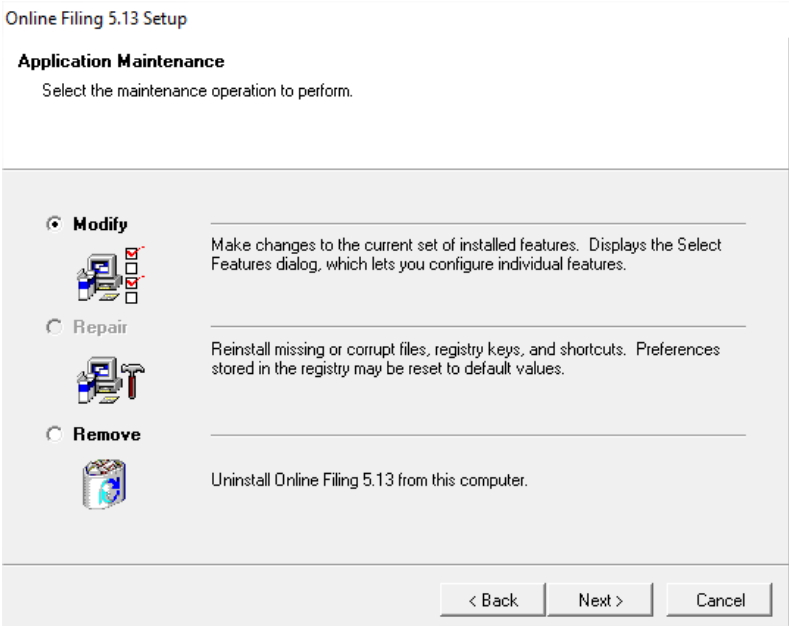 Online Filing 5.13 Setup
Application Maintenance
Select the maintenance operation to perform.
Modify
Make changes to the current set of installed features.  Displays the Select
Features dialog, which lets you configure individual features.
Repair
Reinstall missing or corrupt files, registry keys, and shortcuts.  Preferences
stored in the registry may be reset to default values.
Remove
Uninstall Online Filing 5.13 from this computer.
< Back   Next >   Cancel